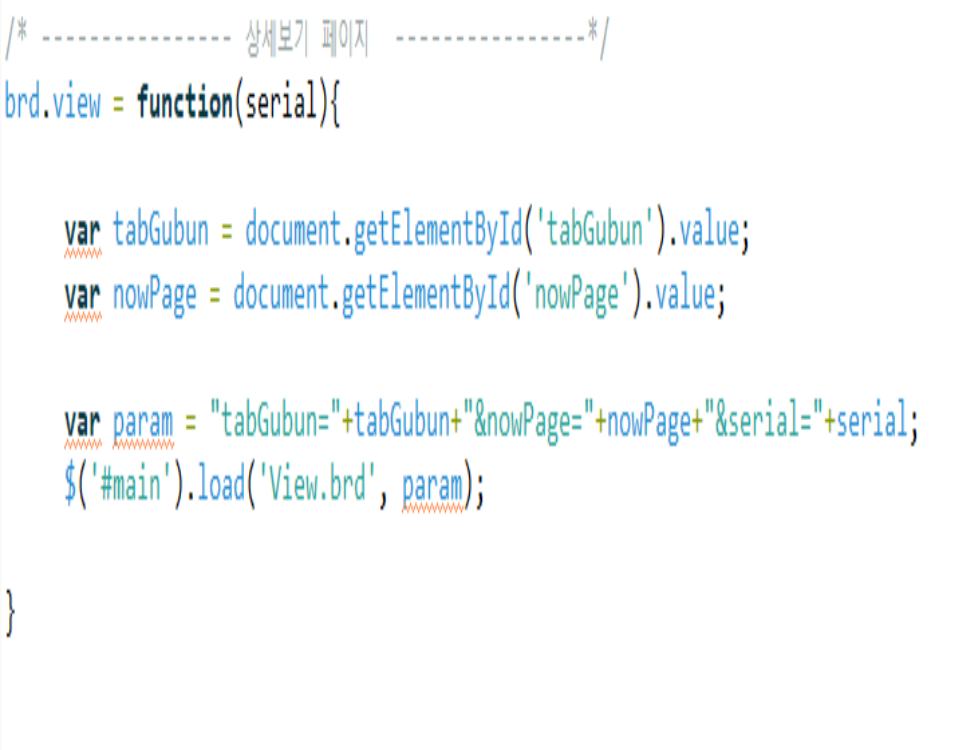 /* ---------------- 상세보기 페이지  ----------------*/
brd.view = function(serial){
var tabGubun = document.getElementById('tabGubun').value;
var nowPage = document.getElementById('nowPage').value;
var param = "tabGubun="+tabGubun+"&nowPage="+nowPage+"&serial="+serial;
$('#main').load('View.brd', param);
}